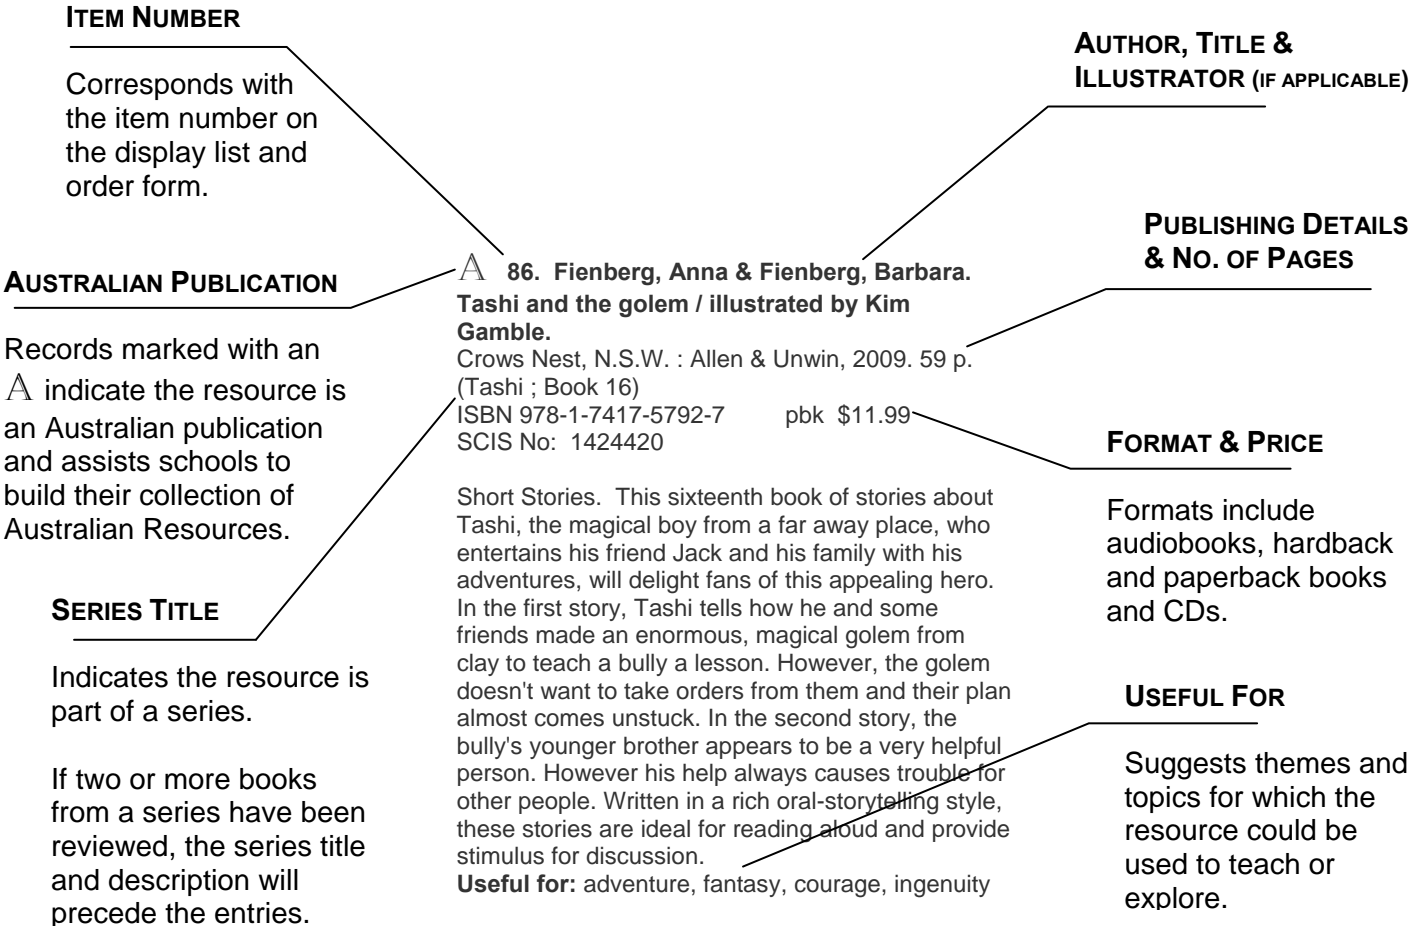 ITEM NUMBER
Corresponds with
the item number on
the display list and
order form.
AUSTRALIAN PUBLICATION
Records marked with an
A indicate the resource is
an Australian publication
and assists schools to
build their collection of
Australian Resources.
SERIES TITLE
Indicates the resource is
part of a series.
If two or more books
from a series have been
reviewed, the series title
and description will
precede the entries.
A 86. Fienberg, Anna & Fienberg, Barbara.
Tashi and the golem / illustrated by Kim
Gamble.
Crows Nest, N.S.W. : Allen & Unwin, 2009. 59 p.
(Tashi ; Book 16)
ISBN 978-1-7417-5792-7 pbk $11.99
SCIS No: 1424420
Short Stories. This sixteenth book of stories about
Tashi, the magical boy from a far away place, who
entertains his friend Jack and his family with his
adventures, will delight fans of this appealing hero.
In the first story, Tashi tells how he and some
friends made an enormous, magical golem from
clay to teach a bully a lesson. However, the golem
doesn't want to take orders from them and their plan
almost comes unstuck. In the second story, the
bully's younger brother appears to be a very helpful
person. However his help always causes trouble for
other people. Written in a rich oral-storytelling style,
these stories are ideal for reading aloud and provide
stimulus for discussion.
Useful for: adventure, fantasy, courage, ingenuity
AUTHOR, TITLE &
ILLUSTRATOR (IF APPLICABLE)
PUBLISHING DETAILS
& NO. OF PAGES
FORMAT & PRICE
Formats include
audiobooks, hardback
and paperback books
and CDs.
USEFUL FOR
Suggests themes and
topics for which the
resource could be
used to teach or
explore.